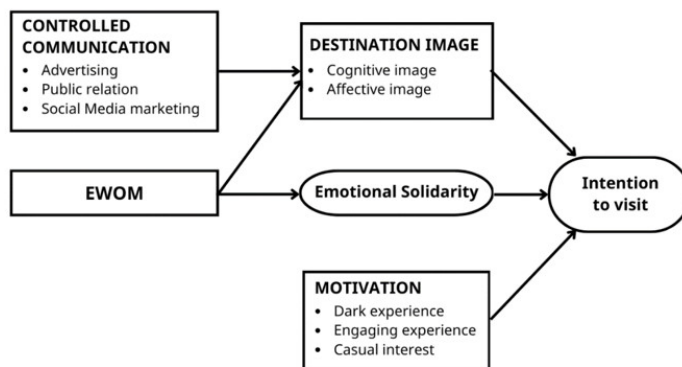 CONTROLLED
COMMUNICATION
• Advertising
• Public relation
• Social Media marketing
DESTINATION IMAGE
• Cognitive image
• Affective image
EWOM
Emotional Solidarity
Intention
to visit
MOTIVATION
• Dark experience
• Engaging experience
• Casual interest